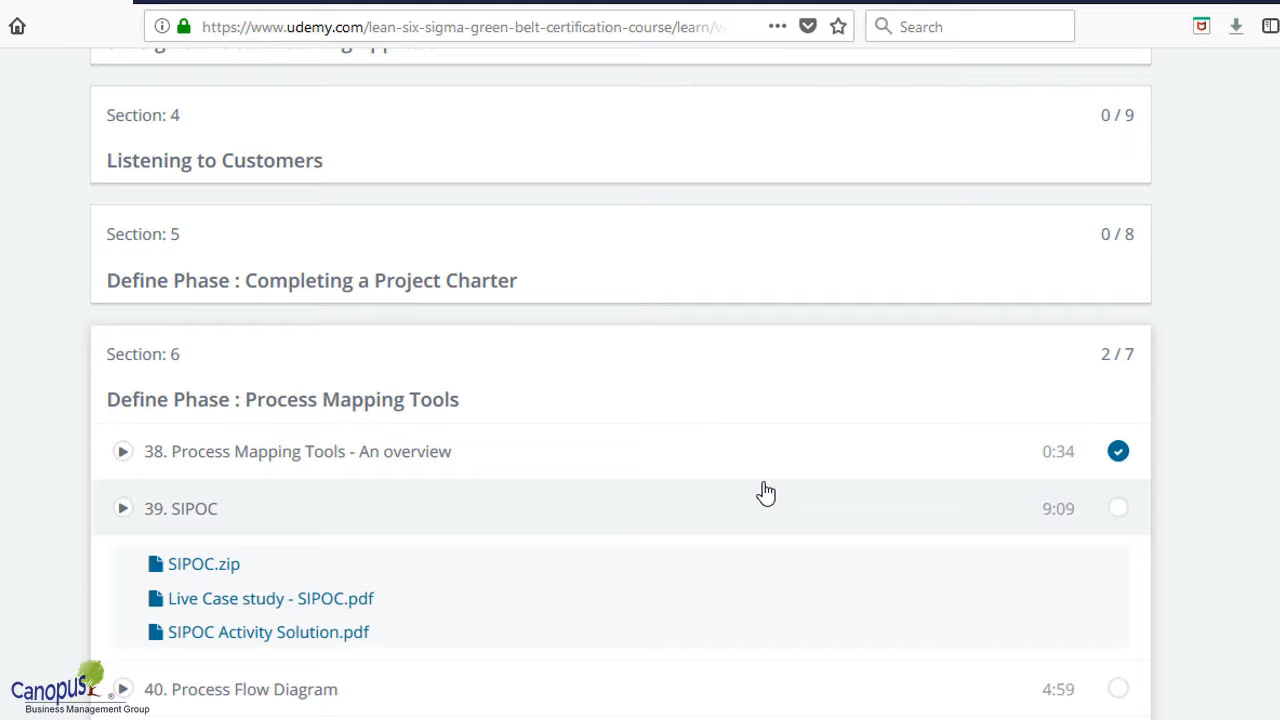 https://www.udemy.com/lean-six-sigma-green-belt-certification-course/learn/
Search
Section: 4
0 / 9
Listening to Customers
Section: 5
0 / 8
Define Phase : Completing a Project Charter
Section: 6
2 / 7
Define Phase : Process Mapping Tools
38. Process Mapping Tools - An overview
0:34
39. SIPOC
9:09
SIPOC.zip
Live Case study - SIPOC.pdf
SIPOC Activity Solution.pdf
40. Process Flow Diagram
4:59
Canopus ®
Business Management Group